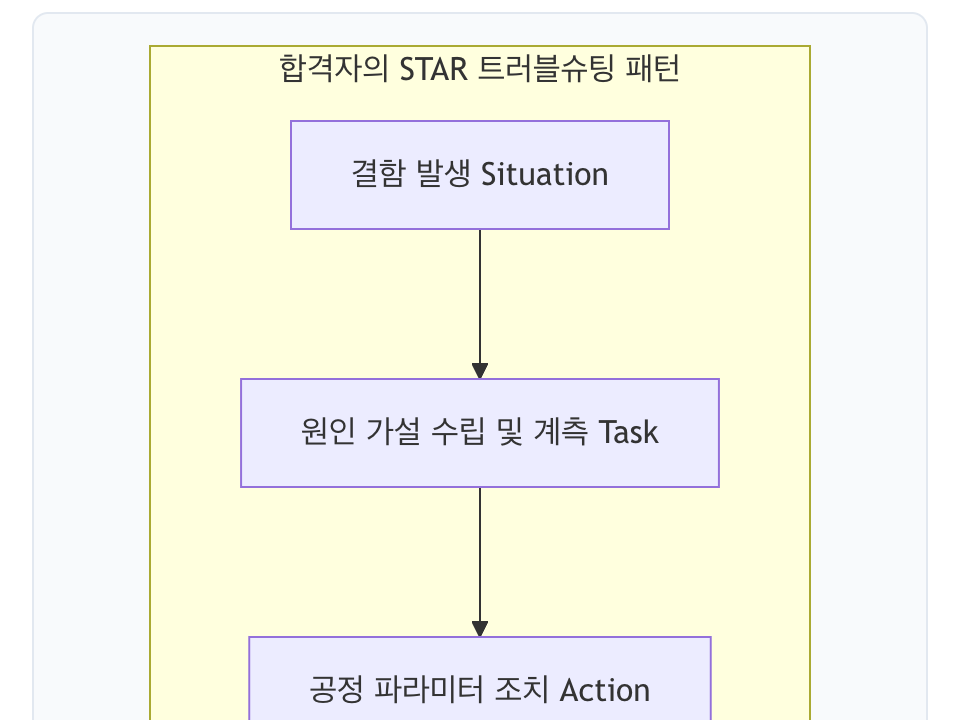 합격자의 STAR 트러블슈팅 패턴
결함 발생 Situation
원인 가설 수립 및 계측 Task
공정 파라미터 조치 Action